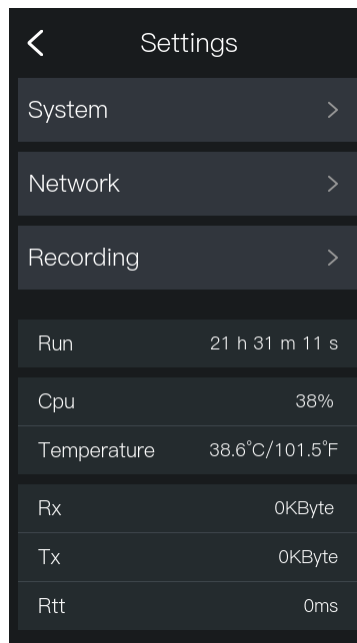 Settings
System
Network
Recording
Run 21 h 31 m 11 s
Cpu 38%
Temperature 38.6°C/101.5°F
Rx 0KByte
Tx 0KByte
Rtt 0ms